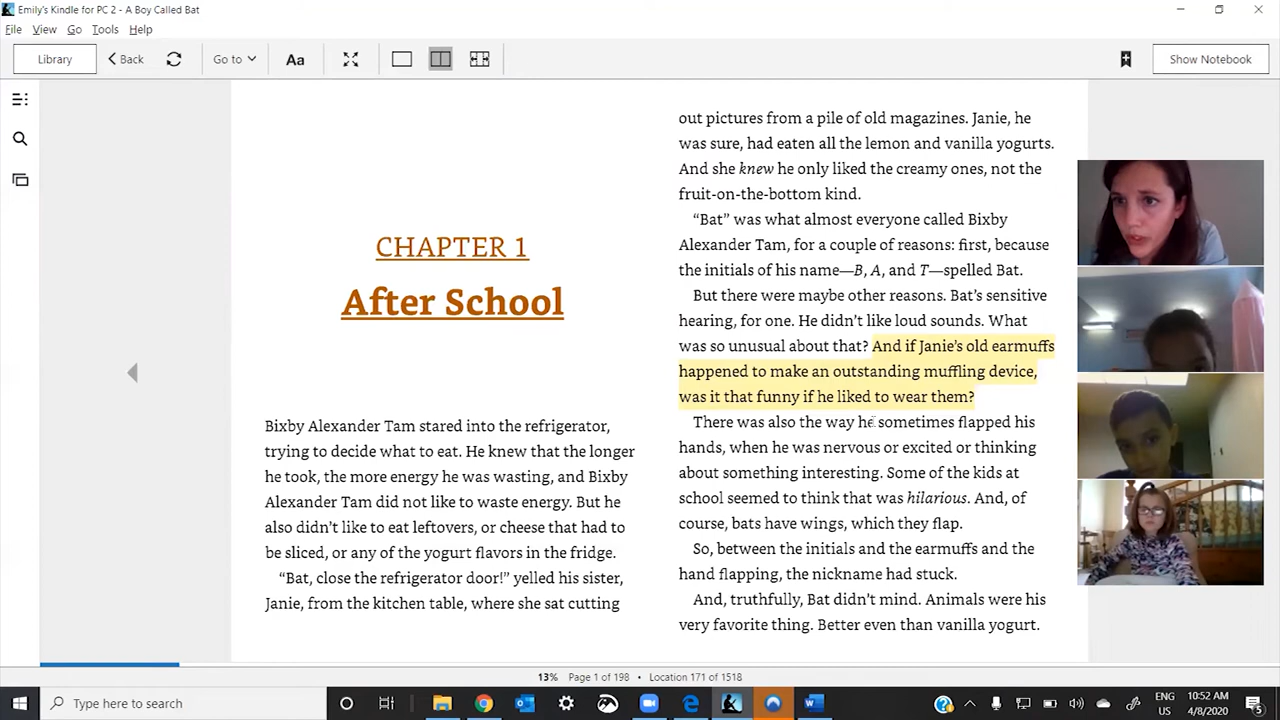 Emily's Kindle for PC 2 - A Boy Called Bat
File View Go Tools Help
Library Back Go to Aa Show Notebook
CHAPTER 1
After School
Bixby Alexander Tam stared into the refrigerator,
trying to decide what to eat. He knew that the longer
he took, the more energy he was wasting, and Bixby
Alexander Tam did not like to waste energy. But he
also didn’t like to eat leftovers, or cheese that had to
be sliced, or any of the yogurt flavors in the fridge.
“Bat, close the refrigerator door!” yelled his sister,
Janie, from the kitchen table, where she sat cutting
out pictures from a pile of old magazines. Janie, he
was sure, had eaten all the lemon and vanilla yogurts.
And she knew he only liked the creamy ones, not the
fruit-on-the-bottom kind.
“Bat” was what almost everyone called Bixby
Alexander Tam, for a couple of reasons: first, because
the initials of his name—B, A, and T—spelled Bat.
But there were maybe other reasons. Bat’s sensitive
hearing, for one. He didn’t like loud sounds. What
was so unusual about that? And if Janie’s old earmuffs
happened to make an outstanding muffling device,
was it that funny if he liked to wear them?
There was also the way he sometimes flapped his
hands, when he was nervous or excited or thinking
about something interesting. Some of the kids at
school seemed to think that was hilarious. And, of
course, bats have wings, which they flap.
So, between the initials and the earmuffs and the
hand flapping, the nickname had stuck.
And, truthfully, Bat didn’t mind. Animals were his
very favorite thing. Better even than vanilla yogurt.
13% Page 1 of 198 • Location 171 of 1518
Type here to search
ENG
US
10:52 AM
4/8/2020
5